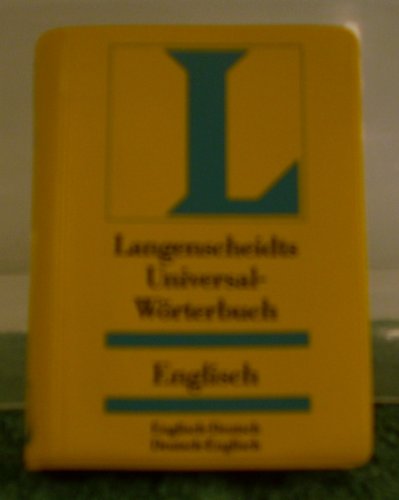 L
Langenscheidts
Universal-
Wörterbuch
Englisch
Englisch-Deutsch
Deutsch-Englisch